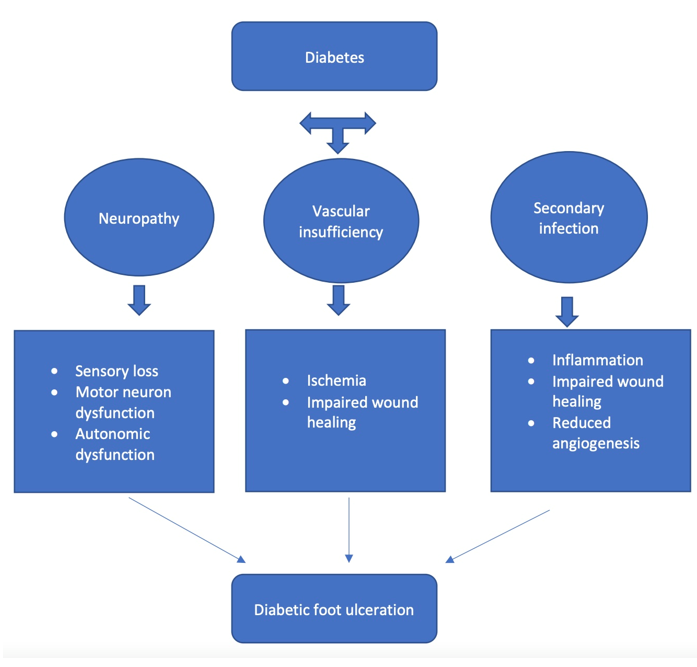 Diabetes
Neuropathy
Vascular
insufficiency
Secondary
infection
• Sensory loss
• Motor neuron
dysfunction
• Autonomic
dysfunction
• Ischemia
• Impaired wound
healing
• Inflammation
• Impaired wound
healing
• Reduced
angiogenesis
Diabetic foot ulceration